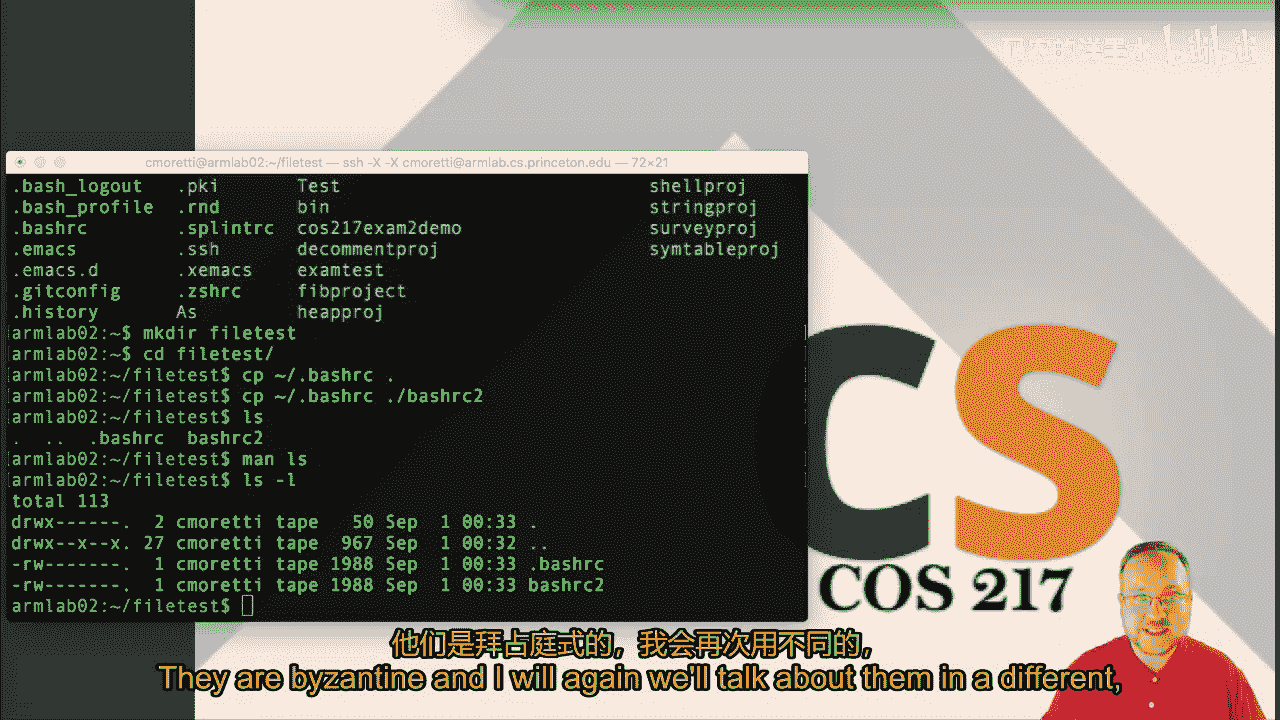 cmoretti@armlab02:~/filetest — ssh -X -X cmoretti@armlab.cs.princeton.edu — 72×21
.bash_logout .pki Test shellproj
.bash_profile .rnd bin stringproj
.bashrc .splintrc cos217exam2demo surveyproj
.emacs .ssh decommentproj symtableproj
.emacs.d .xemacs examtest
.gitconfig .zshrc fibproject
.history As heapproj
armlab02:~$ mkdir filetest
armlab02:~$ cd filetest/
armlab02:~/filetest$ cp ~/.bashrc .
armlab02:~/filetest$ cp ~/.bashrc ./bashrc2
armlab02:~/filetest$ ls
. .. .bashrc bashrc2
armlab02:~/filetest$ man ls
armlab02:~/filetest$ ls -l
total 113
drwx------. 2 cmoretti tape 50 Sep 1 00:33 .
drwx--x--x. 27 cmoretti tape 967 Sep 1 00:32 ..
-rw-------. 1 cmoretti tape 1988 Sep 1 00:33 .bashrc
-rw-------. 1 cmoretti tape 1988 Sep 1 00:33 bashrc2
armlab02:~/filetest$
CS
COS 217
他们是拜占庭式的，我会再次用不同的，
They are byzantine and I will again we'll talk about them in a different,